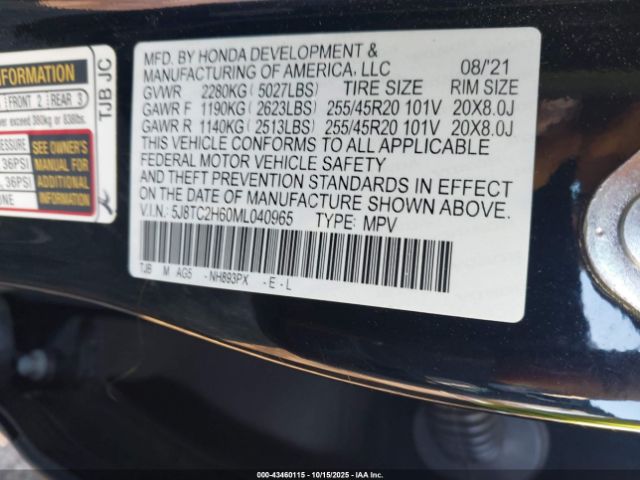 MFD. BY HONDA DEVELOPMENT &
MANUFACTURING OF AMERICA, LLC 08/'21
GVWR 2280KG ( 5027LBS) TIRE SIZE RIM SIZE
GAWR F 1190KG ( 2623LBS) 255/45R20 101V 20X8.0J
GAWR R 1140KG ( 2513LBS) 255/45R20 101V 20X8.0J
THIS VEHICLE CONFORMS TO ALL APPLICABLE
FEDERAL MOTOR VEHICLE SAFETY
AND THEFT PREVENTION STANDARDS IN EFFECT
ON THE DATE OF MANUFACTURE SHOWN ABOVE.
V.I.N.: 5J8TC2H60ML040965 TYPE: MPV
TJB M AG5 -NH893PX -E-L
FORMATION
FRONT 2 REAR 3
exceed 380kg or 838lbs.
SEE OWNER'S
MANUAL FOR
ADDITIONAL
INFORMATION
36PSI
36PSI
TJB JC
000-43460115 - 10/15/2025 - COPYRIGHT © IAA, INC.